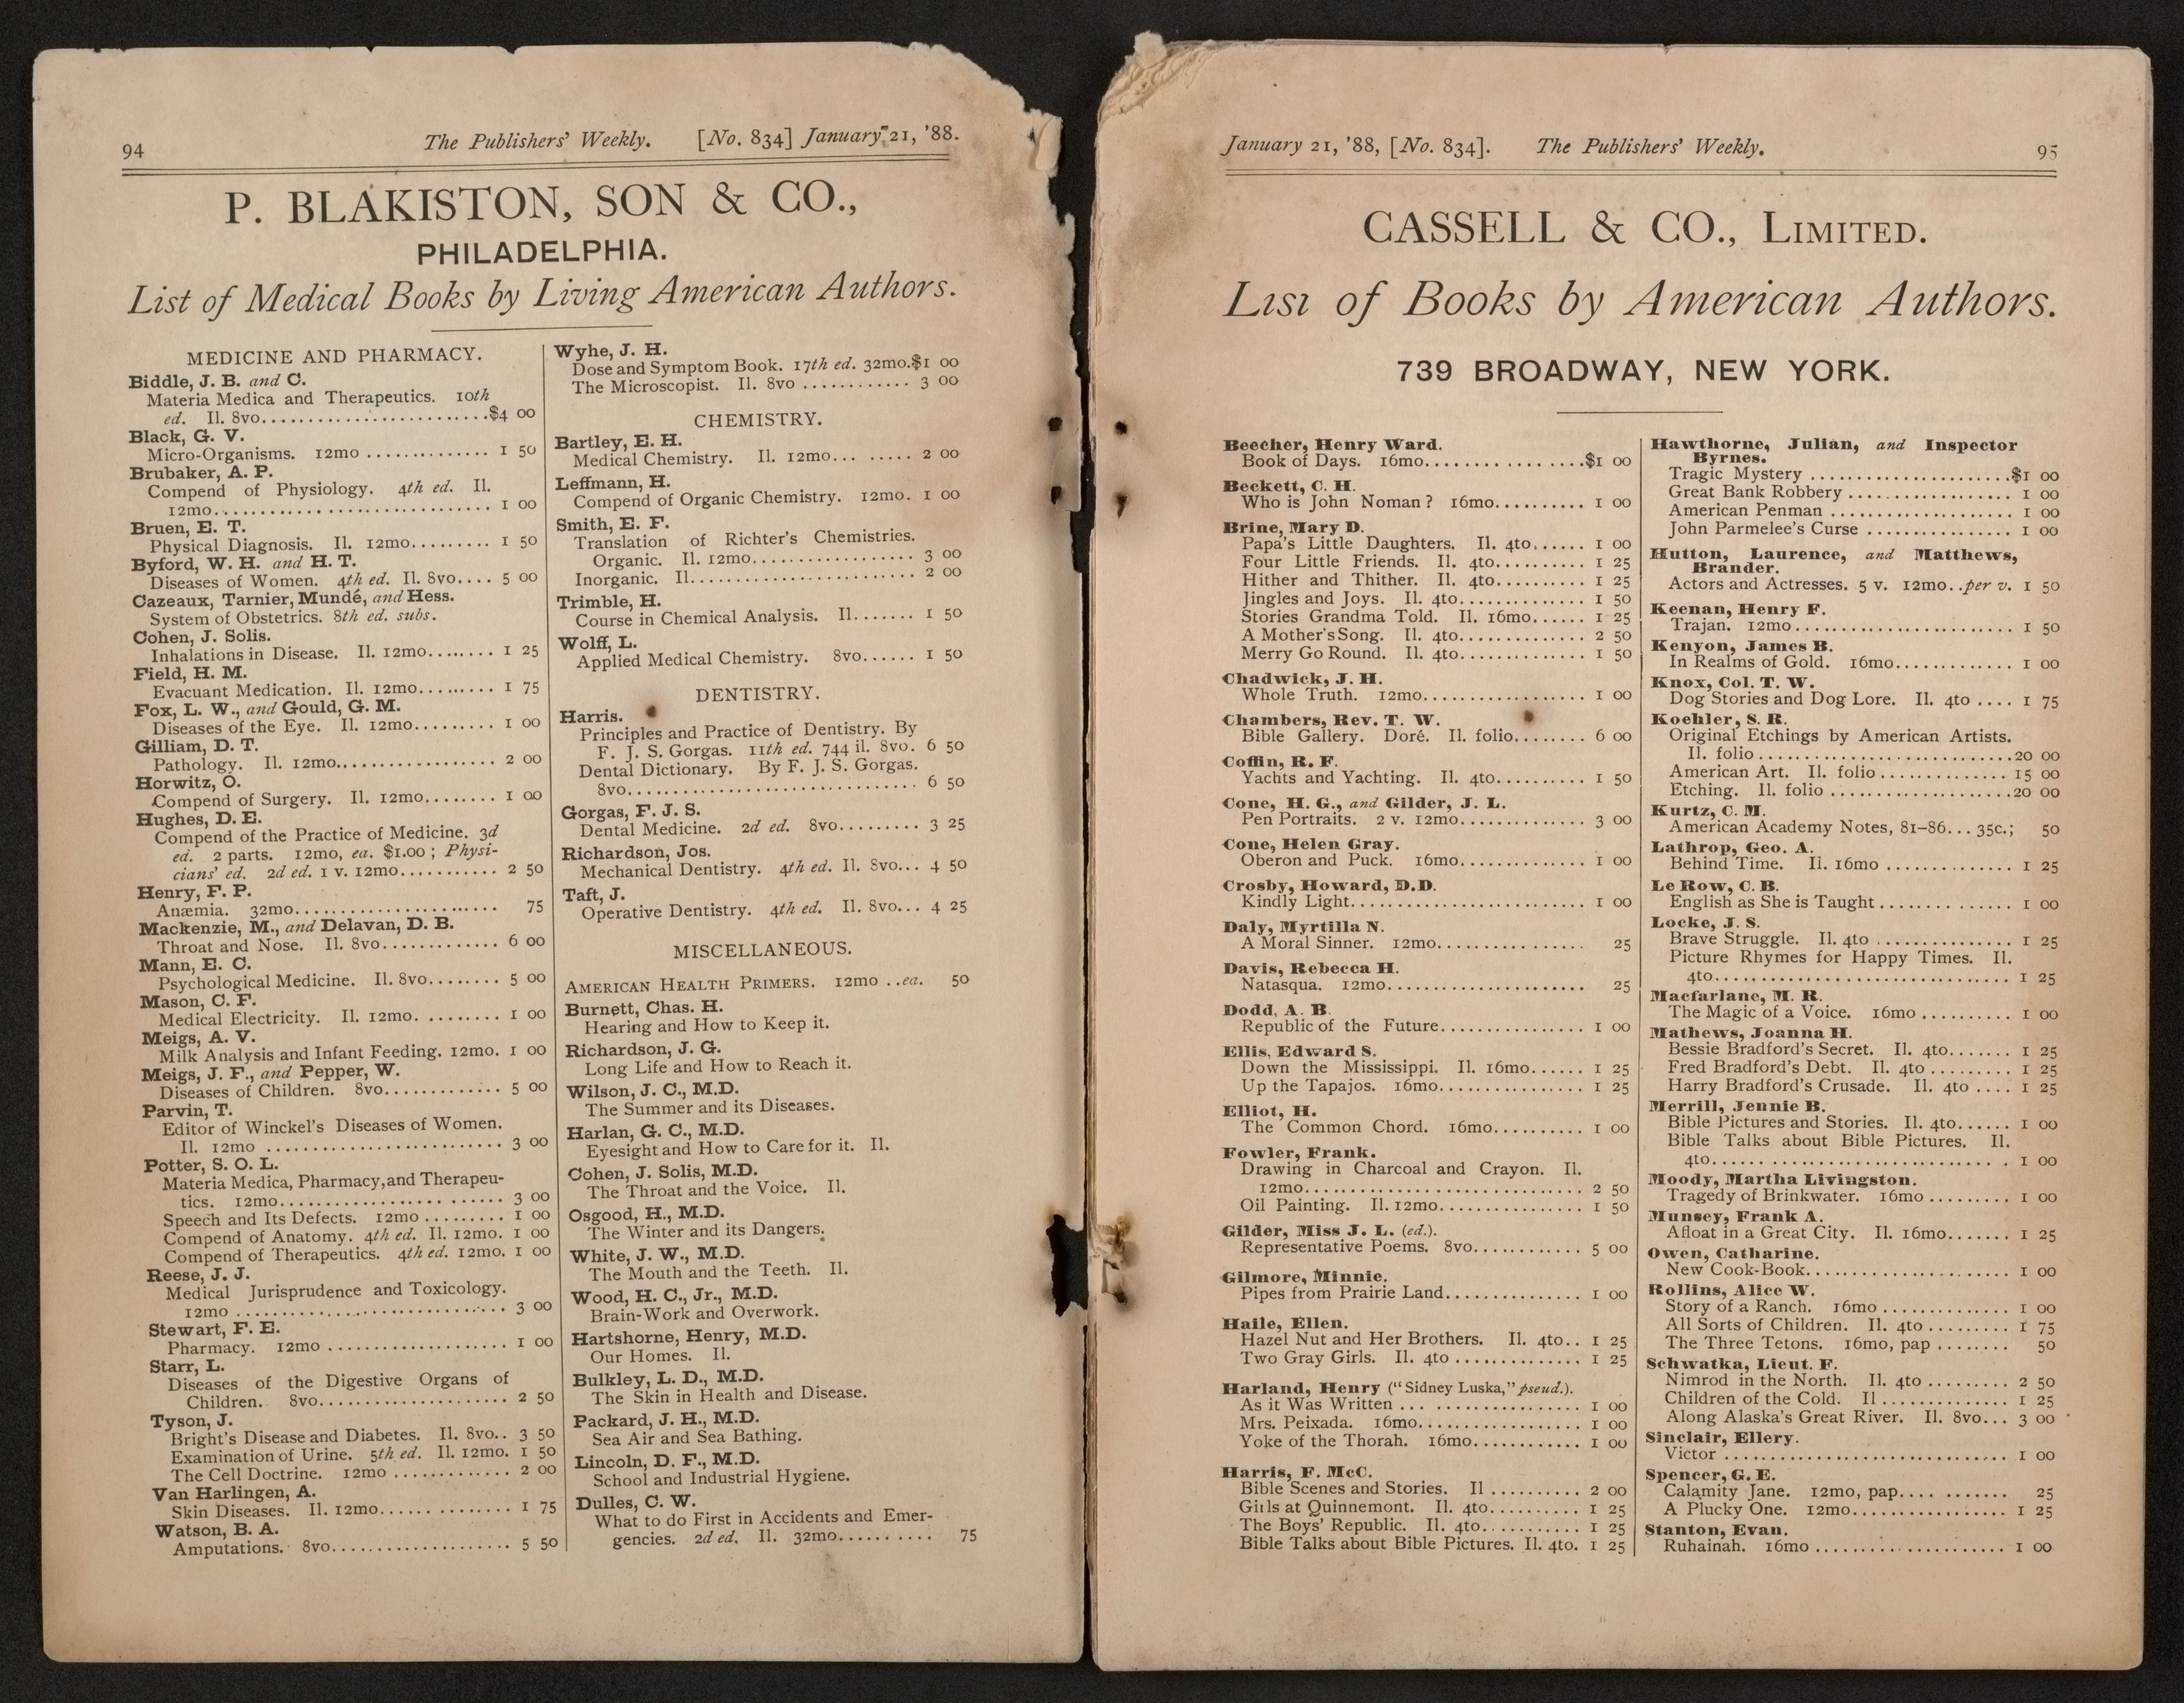 94
The Publishers' Weekly. [No. 834] January 21, '88.
P. BLAKISTON, SON & CO.,
PHILADELPHIA.
List of Medical Books by Living American Authors.
MEDICINE AND PHARMACY.
Biddle, J. B. and C.
Materia Medica and Therapeutics. 10th
ed. Il. 8vo........................$4 00
Black, G. V.
Micro-Organisms. 12mo .............. 1 50
Brubaker, A. P.
Compend of Physiology. 4th ed. Il.
12mo.............................. 1 00
Bruen, E. T.
Physical Diagnosis. Il. 12mo......... 1 50
Byford, W. H. and H. T.
Diseases of Women. 4th ed. Il. 8vo.... 5 00
Cazeaux, Tarnier, Mundé, and Hess.
System of Obstetrics. 8th ed. subs.
Cohen, J. Solis.
Inhalations in Disease. Il. 12mo........ 1 25
Field, H. M.
Evacuant Medication. Il. 12mo........ 1 75
Fox, L. W., and Gould, G. M.
Diseases of the Eye. Il. 12mo......... 1 00
Gilliam, D. T.
Pathology. Il. 12mo.................. 2 00
Horwitz, O.
Compend of Surgery. Il. 12mo........ 1 00
Hughes, D. E.
Compend of the Practice of Medicine. 3d
ed. 2 parts. 12mo, ea. $1.00 ; Physi-
cians' ed. 2d ed. 1 v. 12mo........... 2 50
Henry, F. P.
Anæmia. 32mo....................... 75
Mackenzie, M., and Delavan, D. B.
Throat and Nose. Il. 8vo............. 6 00
Mann, E. C.
Psychological Medicine. Il. 8vo........ 5 00
Mason, C. F.
Medical Electricity. Il. 12mo. ........ 1 00
Meigs, A. V.
Milk Analysis and Infant Feeding. 12mo. 1 00
Meigs, J. F., and Pepper, W.
Diseases of Children. 8vo............. 5 00
Parvin, T.
Editor of Winckel's Diseases of Women.
Il. 12mo .......................... 3 00
Potter, S. O. L.
Materia Medica, Pharmacy,and Therapeu-
tics. 12mo......................... 3 00
Speech and Its Defects. 12mo ......... 1 00
Compend of Anatomy. 4th ed. Il. 12mo. 1 00
Compend of Therapeutics. 4th ed. 12mo. 1 00
Reese, J. J.
Medical Jurisprudence and Toxicology.
12mo .............................. 3 00
Stewart, F. E.
Pharmacy. 12mo .................... 1 00
Starr, L.
Diseases of the Digestive Organs of
Children. 8vo..................... 2 50
Tyson, J.
Bright's Disease and Diabetes. Il. 8vo.. 3 50
Examination of Urine. 5th ed. Il. 12mo. 1 50
The Cell Doctrine. 12mo ............. 2 00
Van Harlingen, A.
Skin Diseases. Il. 12mo............... 1 75
Watson, B. A.
Amputations. 8vo.................... 5 50
Wyhe, J. H.
Dose and Symptom Book. 17th ed. 32mo.$1 00
The Microscopist. Il. 8vo ............ 3 00
CHEMISTRY.
Bartley, E. H.
Medical Chemistry. Il. 12mo... ...... 2 00
Leffmann, H.
Compend of Organic Chemistry. 12mo. 1 00
Smith, E. F.
Translation of Richter's Chemistries.
Organic. Il. 12mo.................. 3 00
Inorganic. Il......................... 2 00
Trimble, H.
Course in Chemical Analysis. Il....... 1 50
Wolff, L.
Applied Medical Chemistry. 8vo...... 1 50
DENTISTRY.
Harris.
Principles and Practice of Dentistry. By
F. J. S. Gorgas. 11th ed. 744 il. 8vo. 6 50
Dental Dictionary. By F. J. S. Gorgas.
8vo................................ 6 50
Gorgas, F. J. S.
Dental Medicine. 2d ed. 8vo......... 3 25
Richardson, Jos.
Mechanical Dentistry. 4th ed. Il. 8vo... 4 50
Taft, J.
Operative Dentistry. 4th ed. Il. 8vo... 4 25
MISCELLANEOUS.
AMERICAN HEALTH PRIMERS. 12mo ..ea. 50
Burnett, Chas. H.
Hearing and How to Keep it.
Richardson, J. G.
Long Life and How to Reach it.
Wilson, J. C., M.D.
The Summer and its Diseases.
Harlan, G. C., M.D.
Eyesight and How to Care for it. Il.
Cohen, J. Solis, M.D.
The Throat and the Voice. Il.
Osgood, H., M.D.
The Winter and its Dangers.
White, J. W., M.D.
The Mouth and the Teeth. Il.
Wood, H. C., Jr., M.D.
Brain-Work and Overwork.
Hartshorne, Henry, M.D.
Our Homes. Il.
Bulkley, L. D., M.D.
The Skin in Health and Disease.
Packard, J. H., M.D.
Sea Air and Sea Bathing.
Lincoln, D. F., M.D.
School and Industrial Hygiene.
Dulles, C. W.
What to do First in Accidents and Emer-
gencies. 2d ed. Il. 32mo.......... 75
January 21, '88, [No. 834]. The Publishers' Weekly.
95
CASSELL & CO., LIMITED.
List of Books by American Authors.
739 BROADWAY, NEW YORK.
Beecher, Henry Ward.
Book of Days. 16mo................$1 00
Beckett, C. H.
Who is John Noman ? 16mo.......... 1 00
Brine, Mary D.
Papa's Little Daughters. Il. 4to...... 1 00
Four Little Friends. Il. 4to.......... 1 25
Hither and Thither. Il. 4to.......... 1 25
Jingles and Joys. Il. 4to............. 1 50
Stories Grandma Told. Il. 16mo...... 1 25
A Mother's Song. Il. 4to............. 2 50
Merry Go Round. Il. 4to............. 1 50
Chadwick, J. H.
Whole Truth. 12mo................. 1 00
Chambers, Rev. T. W.
Bible Gallery. Doré. Il. folio........ 6 00
Coffin, R. F.
Yachts and Yachting. Il. 4to.......... 1 50
Cone, H. G., and Gilder, J. L.
Pen Portraits. 2 v. 12mo............. 3 00
Cone, Helen Gray.
Oberon and Puck. 16mo............. 1 00
Crosby, Howard, D.D.
Kindly Light......................... 1 00
Daly, Myrtilla N.
A Moral Sinner. 12mo............... 25
Davis, Rebecca H.
Natasqua. 12mo..................... 25
Dodd, A. B.
Republic of the Future............... 1 00
Ellis, Edward S.
Down the Mississippi. Il. 16mo...... 1 25
Up the Tapajos. 16mo............... 1 25
Elliot, H.
The Common Chord. 16mo.......... 1 00
Fowler, Frank.
Drawing in Charcoal and Crayon. Il.
12mo.............................. 2 50
Oil Painting. Il. 12mo............... 1 50
Gilder, Miss J. L. (ed.).
Representative Poems. 8vo........... 5 00
Gilmore, Minnie.
Pipes from Prairie Land.............. 1 00
Haile, Ellen.
Hazel Nut and Her Brothers. Il. 4to.. 1 25
Two Gray Girls. Il. 4to ............. 1 25
Harland, Henry ("Sidney Luska," pseud.).
As it Was Written ... ............... 1 00
Mrs. Peixada. 16mo................. 1 00
Yoke of the Thorah. 16mo........... 1 00
Harris, F. McC.
Bible Scenes and Stories. Il .......... 2 00
Girls at Quinnemont. Il. 4to.......... 1 25
The Boys' Republic. Il. 4to........... 1 25
Bible Talks about Bible Pictures. Il. 4to. 1 25
Hawthorne, Julian, and Inspector
Byrnes.
Tragic Mystery ......................$1 00
Great Bank Robbery ................. 1 00
American Penman ................... 1 00
John Parmelee's Curse ............... 1 00
Hutton, Laurence, and Matthews,
Brander.
Actors and Actresses. 5 v. 12mo..per v. 1 50
Keenan, Henry F.
Trajan. 12mo....................... 1 50
Kenyon, James B.
In Realms of Gold. 16mo............. 1 00
Knox, Col. T. W.
Dog Stories and Dog Lore. Il. 4to .... 1 75
Koehler, S. R.
Original Etchings by American Artists.
Il. folio ...........................20 00
American Art. Il. folio ............. 15 00
Etching. Il. folio ...................20 00
Kurtz, C. M.
American Academy Notes, 81–86... 35c.; 50
Lathrop, Geo. A.
Behind Time. Il. 16mo .............. 1 25
Le Row, C. B.
English as She is Taught .............. 1 00
Locke, J. S.
Brave Struggle. Il. 4to ............... 1 25
Picture Rhymes for Happy Times. Il.
4to................................ 1 25
Macfarlane, M. R.
The Magic of a Voice. 16mo .......... 1 00
Mathews, Joanna H.
Bessie Bradford's Secret. Il. 4to....... 1 25
Fred Bradford's Debt. Il. 4to ......... 1 25
Harry Bradford's Crusade. Il. 4to .... 1 25
Merrill, Jennie B.
Bible Pictures and Stories. Il. 4to...... 1 00
Bible Talks about Bible Pictures. Il.
4to................................ 1 00
Moody, Martha Livingston.
Tragedy of Brinkwater. 16mo ......... 1 00
Munsey, Frank A.
Afloat in a Great City. Il. 16mo....... 1 25
Owen, Catharine.
New Cook-Book...................... 1 00
Rollins, Alice W.
Story of a Ranch. 16mo .............. 1 00
All Sorts of Children. Il. 4to ......... 1 75
The Three Tetons. 16mo, pap ........ 50
Schwatka, Lieut. F.
Nimrod in the North. Il. 4to ......... 2 50
Children of the Cold. Il ............. 1 25
Along Alaska's Great River. Il. 8vo... 3 00
Sinclair, Ellery.
Victor .............................. 1 00
Spencer, G. E.
Calamity Jane. 12mo, pap............ 25
A Plucky One. 12mo................. 1 25
Stanton, Evan.
Ruhainah. 16mo .................... 1 00